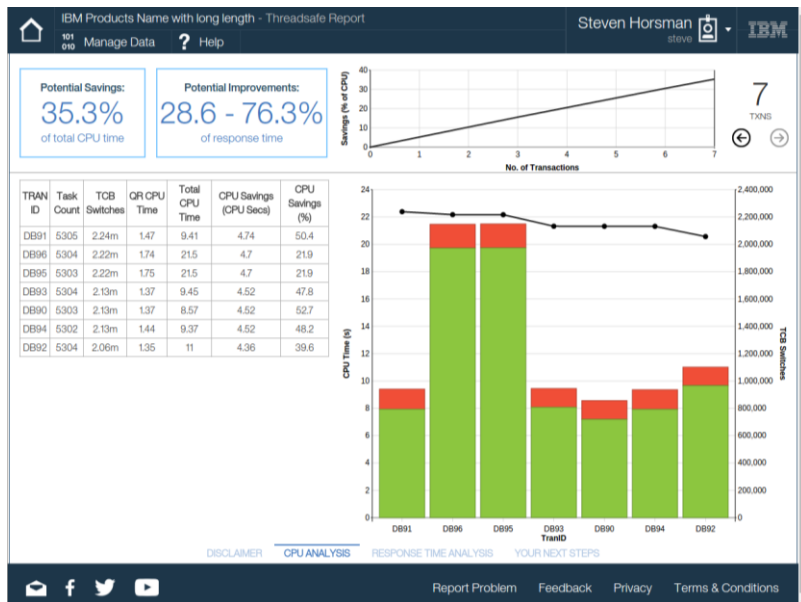 IBM Products Name with long length - Threadsafe Report
Steven Horsman
steve
IBM
101
010
Manage Data
? Help
Potential Savings:
35.3%
of total CPU time
Potential Improvements:
28.6 - 76.3%
of response time
Savings (% of CPU)
40
30
20
10
0
0 1 2 3 4 5 6 7
No. of Transactions
7
TXNS
TRAN ID Task Count TCB Switches QR CPU Time Total CPU Time CPU Savings (CPU Secs) CPU Savings (%)
DB91 5305 2.24m 1.47 9.41 4.74 50.4
DB96 5304 2.22m 1.74 21.5 4.7 21.9
DB95 5303 2.22m 1.75 21.5 4.7 21.9
DB93 5304 2.13m 1.37 9.45 4.52 47.8
DB90 5303 2.13m 1.37 8.57 4.52 52.7
DB94 5302 2.13m 1.44 9.37 4.52 48.2
DB92 5304 2.06m 1.35 11 4.36 39.6
CPU Time (s)
24
22
20
18
16
14
12
10
8
6
4
2
0
2,400,000
2,200,000
2,000,000
1,800,000
1,600,000
1,400,000
1,200,000
1,000,000
800,000
600,000
400,000
200,000
0
TCB Switches
DB91 DB96 DB95 DB93 DB90 DB94 DB92
TranID
DISCLAIMER CPU ANALYSIS RESPONSE TIME ANALYSIS YOUR NEXT STEPS
Report Problem Feedback Privacy Terms & Conditions